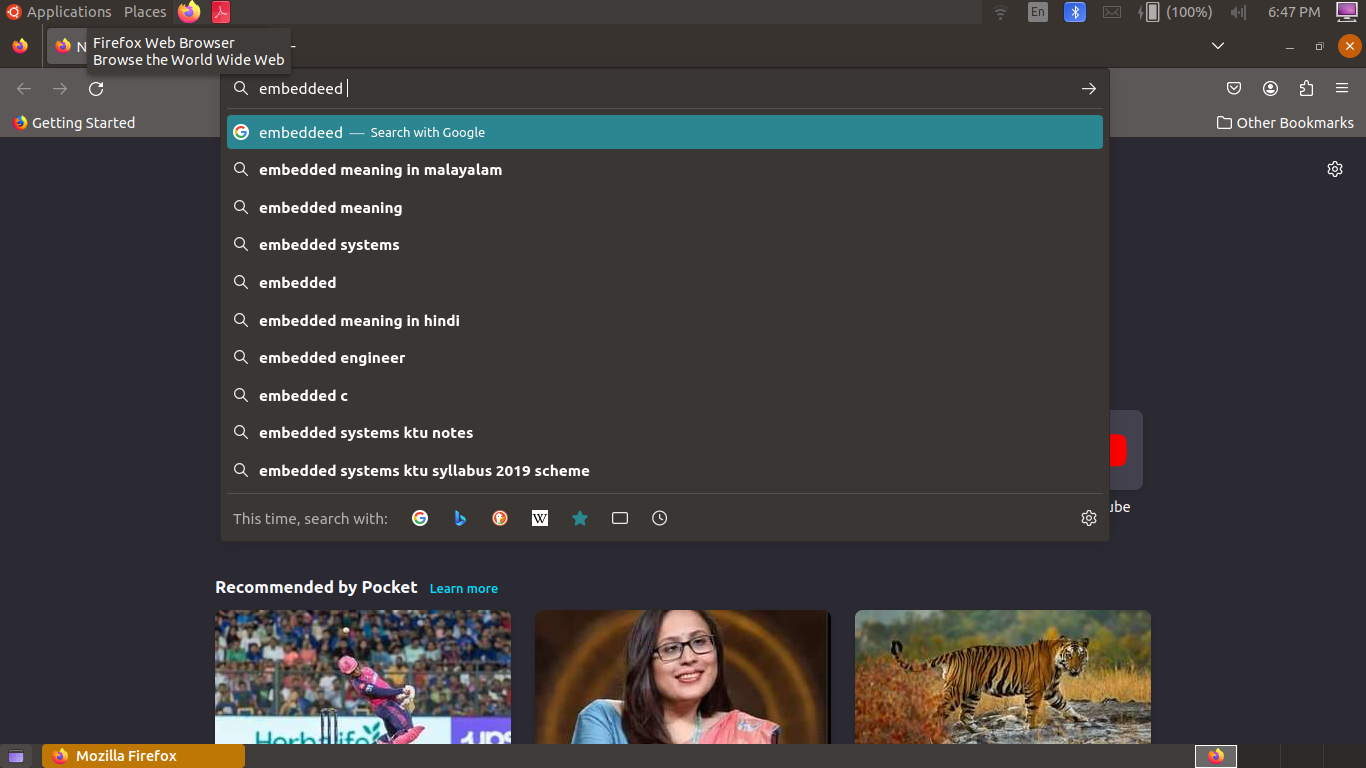 Applications Places En (100%) 6:47 PM
N
Firefox Web Browser
Browse the World Wide Web
embeddeed
Getting Started Other Bookmarks
embeddeed — Search with Google
embedded meaning in malayalam
embedded meaning
embedded systems
embedded
embedded meaning in hindi
embedded engineer
embedded c
embedded systems ktu notes
embedded systems ktu syllabus 2019 scheme
This time, search with: W
ube
Recommended by Pocket Learn more
Herbalife ups
Mozilla Firefox